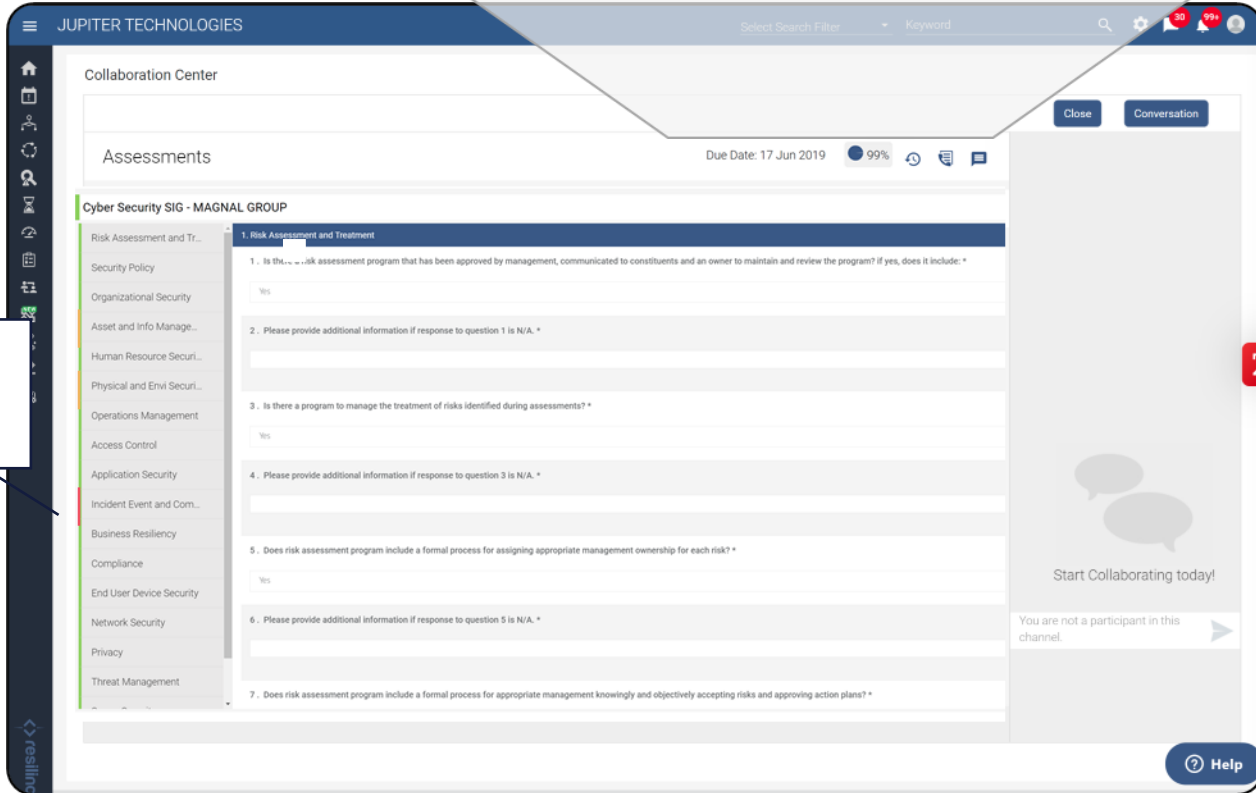 JUPITER TECHNOLOGIES
Select Search Filter
Keyword
30
99+
Collaboration Center
Close
Conversation
Assessments
Due Date: 17 Jun 2019
99%
Cyber Security SIG - MAGNAL GROUP
Risk Assessment and Tr...
Security Policy
Organizational Security
Asset and Info Manage...
Human Resource Securi...
Physical and Envi Securi...
Operations Management
Access Control
Application Security
Incident Event and Com...
Business Resiliency
Compliance
End User Device Security
Network Security
Privacy
Threat Management
1. Risk Assessment and Treatment
1 . Is risk assessment program that has been approved by management, communicated to constituents and an owner to maintain and review the program? if yes, does it include: *
Yes
2 . Please provide additional information if response to question 1 is N/A. *
3 . Is there a program to manage the treatment of risks identified during assessments? *
Yes
4 . Please provide additional information if response to question 3 is N/A. *
5 . Does risk assessment program include a formal process for assigning appropriate management ownership for each risk? *
Yes
6 . Please provide additional information if response to question 5 is N/A. *
7 . Does risk assessment program include a formal process for appropriate management knowingly and objectively accepting risks and approving action plans? *
Start Collaborating today!
You are not a participant in this
channel.
Help